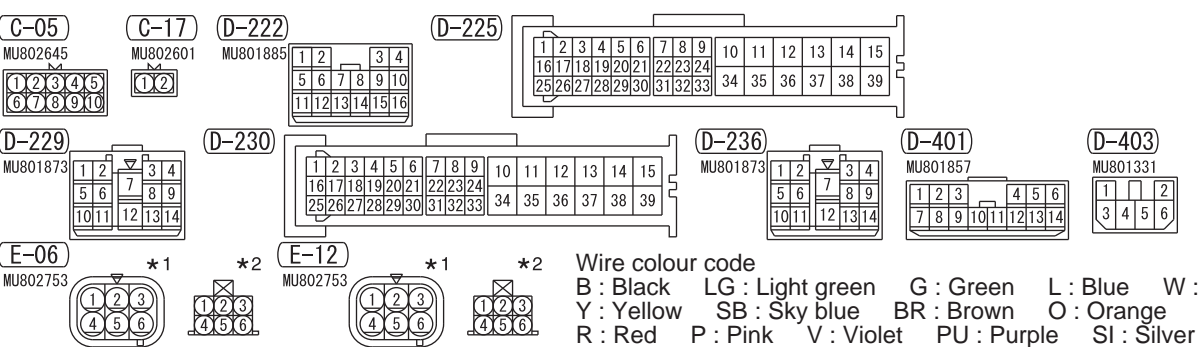 C-05 C-17 D-222 D-225
MU802645 MU802601 MU801885
1 2 3 4 5 6 7 8 9 10
1 2
1 2 3 4
5 6 7 8 9 10
11 12 13 14 15 16
1 2 3 4 5 6 7 8 9 10 11 12 13 14 15
16 17 18 19 20 21 22 23 24
25 26 27 28 29 30 31 32 33 34 35 36 37 38 39
D-229 D-230 D-236 D-401 D-403
MU801873 MU801873 MU801857 MU801331
1 2 7 3 4
5 6 8 9
10 11 12 13 14
1 2 3 4 5 6 7 8 9 10 11 12 13 14 15
16 17 18 19 20 21 22 23 24
25 26 27 28 29 30 31 32 33 34 35 36 37 38 39
1 2 7 3 4
5 6 8 9
10 11 12 13 14
1 2 3 4 5 6
7 8 9 10 11 12 13 14
1 2
3 4 5 6
E-06 *1 *2 E-12 *1 *2
MU802753 MU802753
1 2 3
4 5 6
1 2 3
4 5 6
1 2 3
4 5 6
1 2 3
4 5 6
Wire colour code
B : Black LG : Light green G : Green L : Blue W :
Y : Yellow SB : Sky blue BR : Brown O : Orange
R : Red P : Pink V : Violet PU : Purple SI : Silver